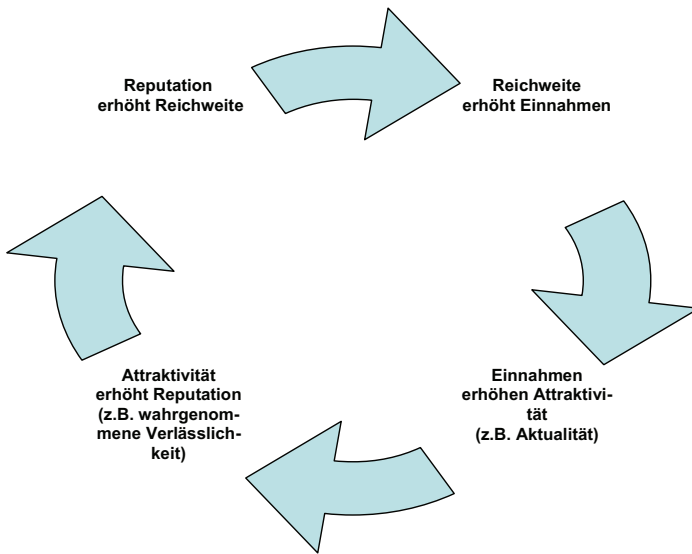 Reputation
erhöht Reichweite
Reichweite
erhöht Einnahmen
Einnahmen
erhöhen Attraktivi-
tät
(z.B. Aktualität)
Attraktivität
erhöht Reputation
(z.B. wahrgenom-
mene Verlässlich-
keit)